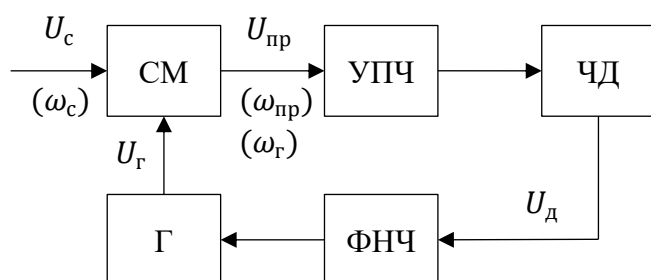 U_с
U_пр
СМ
УПЧ
ЧД
(ω_с)
(ω_пр)
(ω_г)
U_г
U_д
Г
ФНЧ